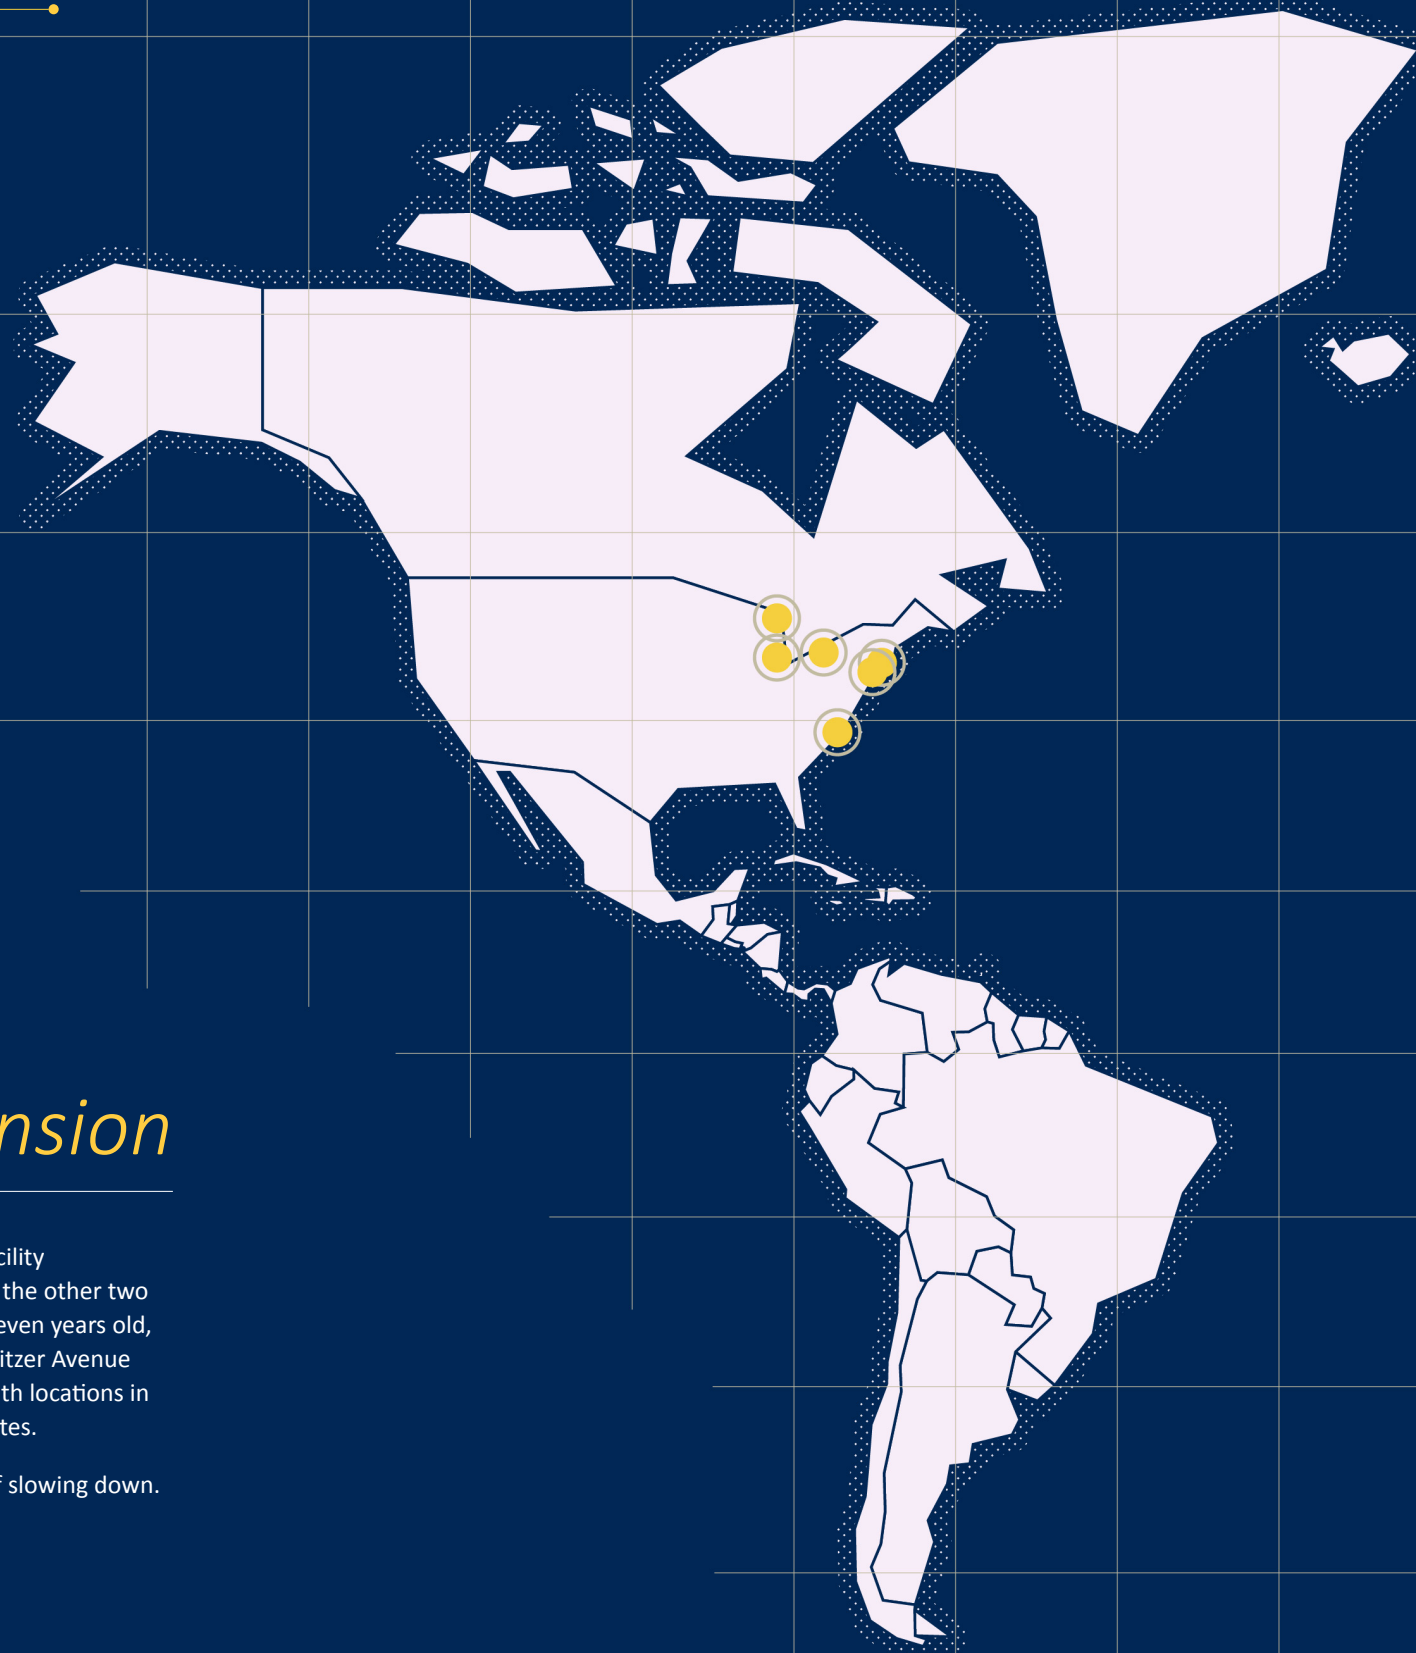 nsion
cility
the other two
even years old,
itzer Avenue
th locations in
tes.
f slowing down.